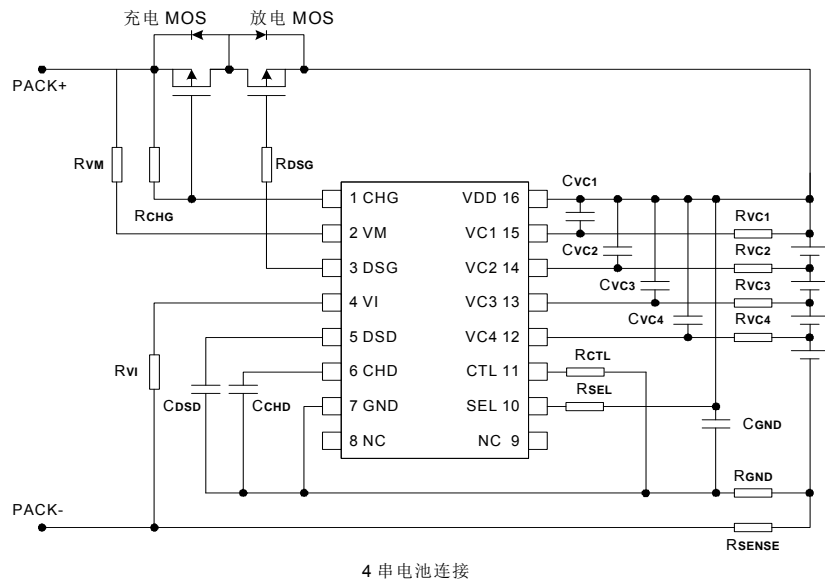 充电 MOS 放电 MOS
PACK+
RVM
RCHG
RDSG
CVC1
CVC2
CVC3
CVC4
RVC1
RVC2
RVC3
RVC4
1 CHG VDD 16
2 VM VC1 15
3 DSG VC2 14
4 VI VC3 13
5 DSD VC4 12
6 CHD CTL 11
7 GND SEL 10
8 NC NC 9
RVI
CDSD
CCHD
RCTL
RSEL
CGND
RGND
PACK-
RSENSE
4 串电池连接